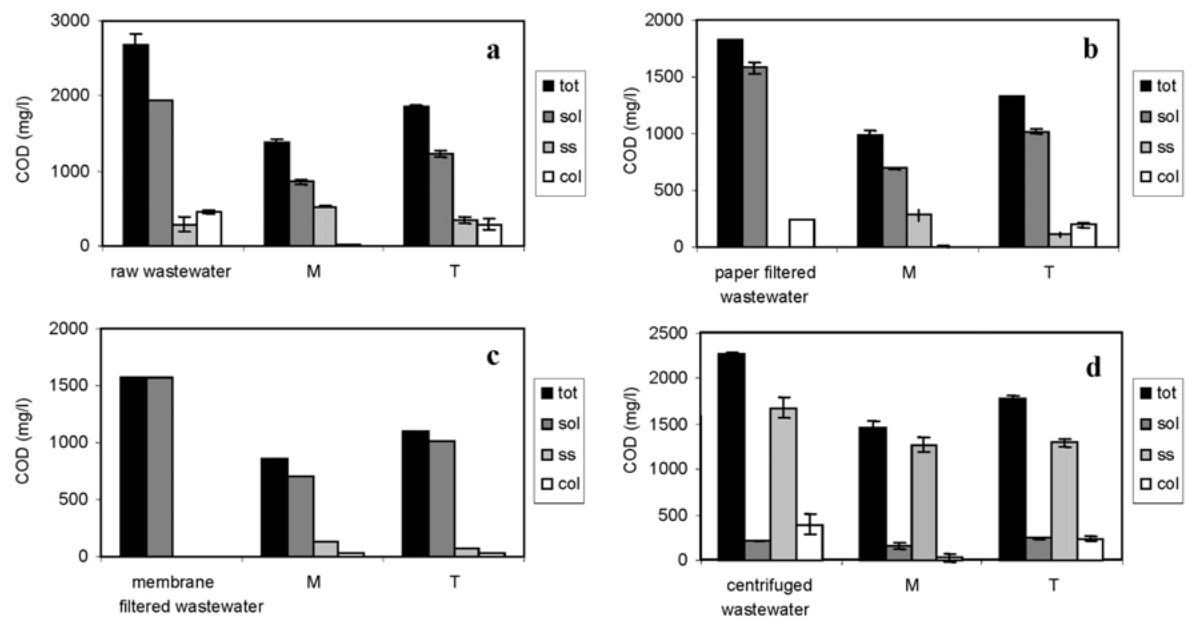 a
COD (mg/l)
3000
2000
1000
0
raw wastewater
M
T
tot
sol
ss
col
b
COD (mg/l)
2000
1500
1000
500
0
paper filtered
wastewater
M
T
tot
sol
ss
col
c
COD (mg/l)
2000
1500
1000
500
0
membrane
filtered wastewater
M
T
tot
sol
ss
col
d
COD (mg/l)
2500
2000
1500
1000
500
0
centrifuged
wastewater
M
T
tot
sol
ss
col